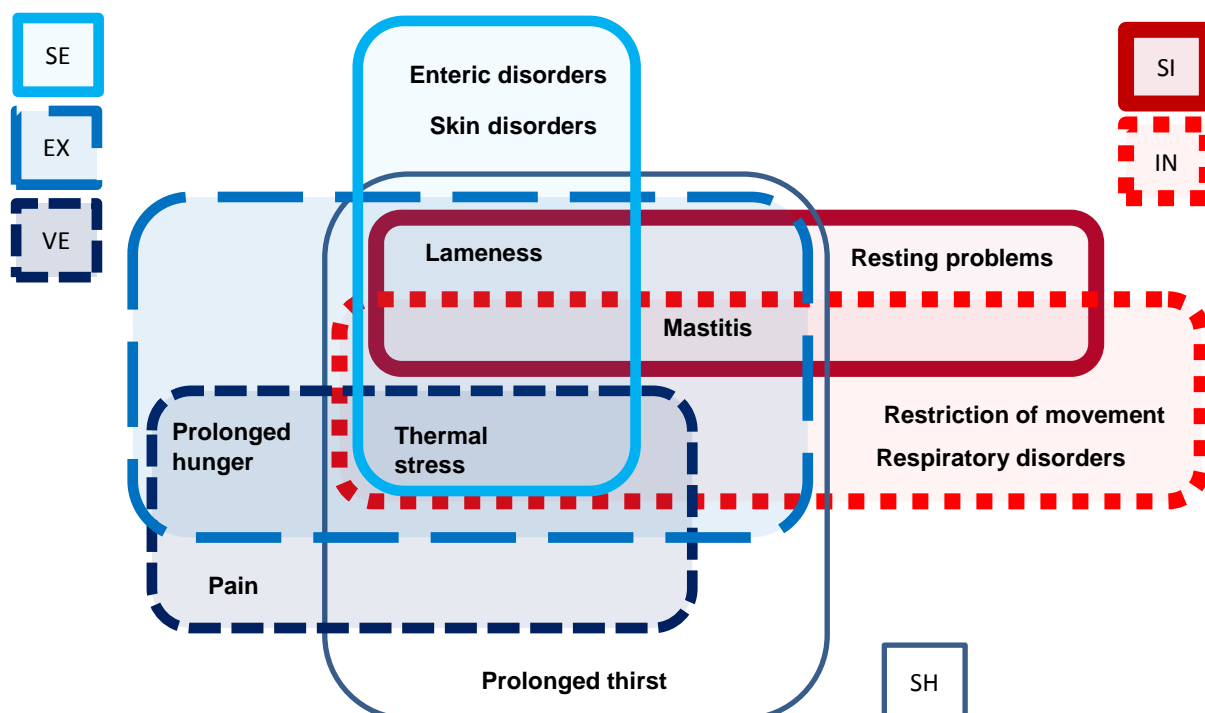 SE
EX
VE
SI
IN
Enteric disorders
Skin disorders
Lameness
Resting problems
Mastitis
Restriction of movement
Respiratory disorders
Prolonged
hunger
Thermal
stress
Pain
Prolonged thirst
SH